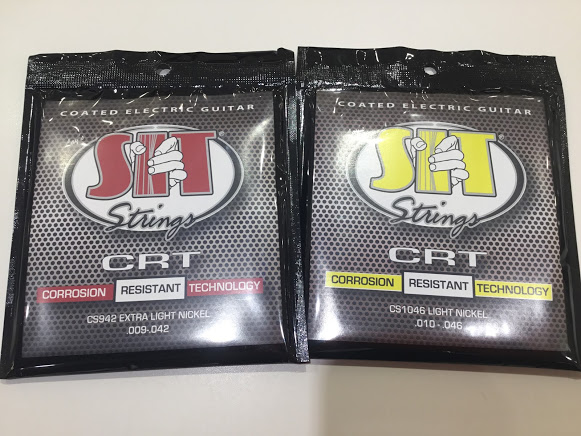 COATED ELECTRIC GUITAR
SIT
Strings
CRT
CORROSION RESISTANT TECHNOLOGY
CS942 EXTRA LIGHT NICKEL
.009-.042
COATED ELECTRIC GUITAR
SIT
Strings
CRT
CORROSION RESISTANT TECHNOLOGY
CS1046 LIGHT NICKEL
.010-.046